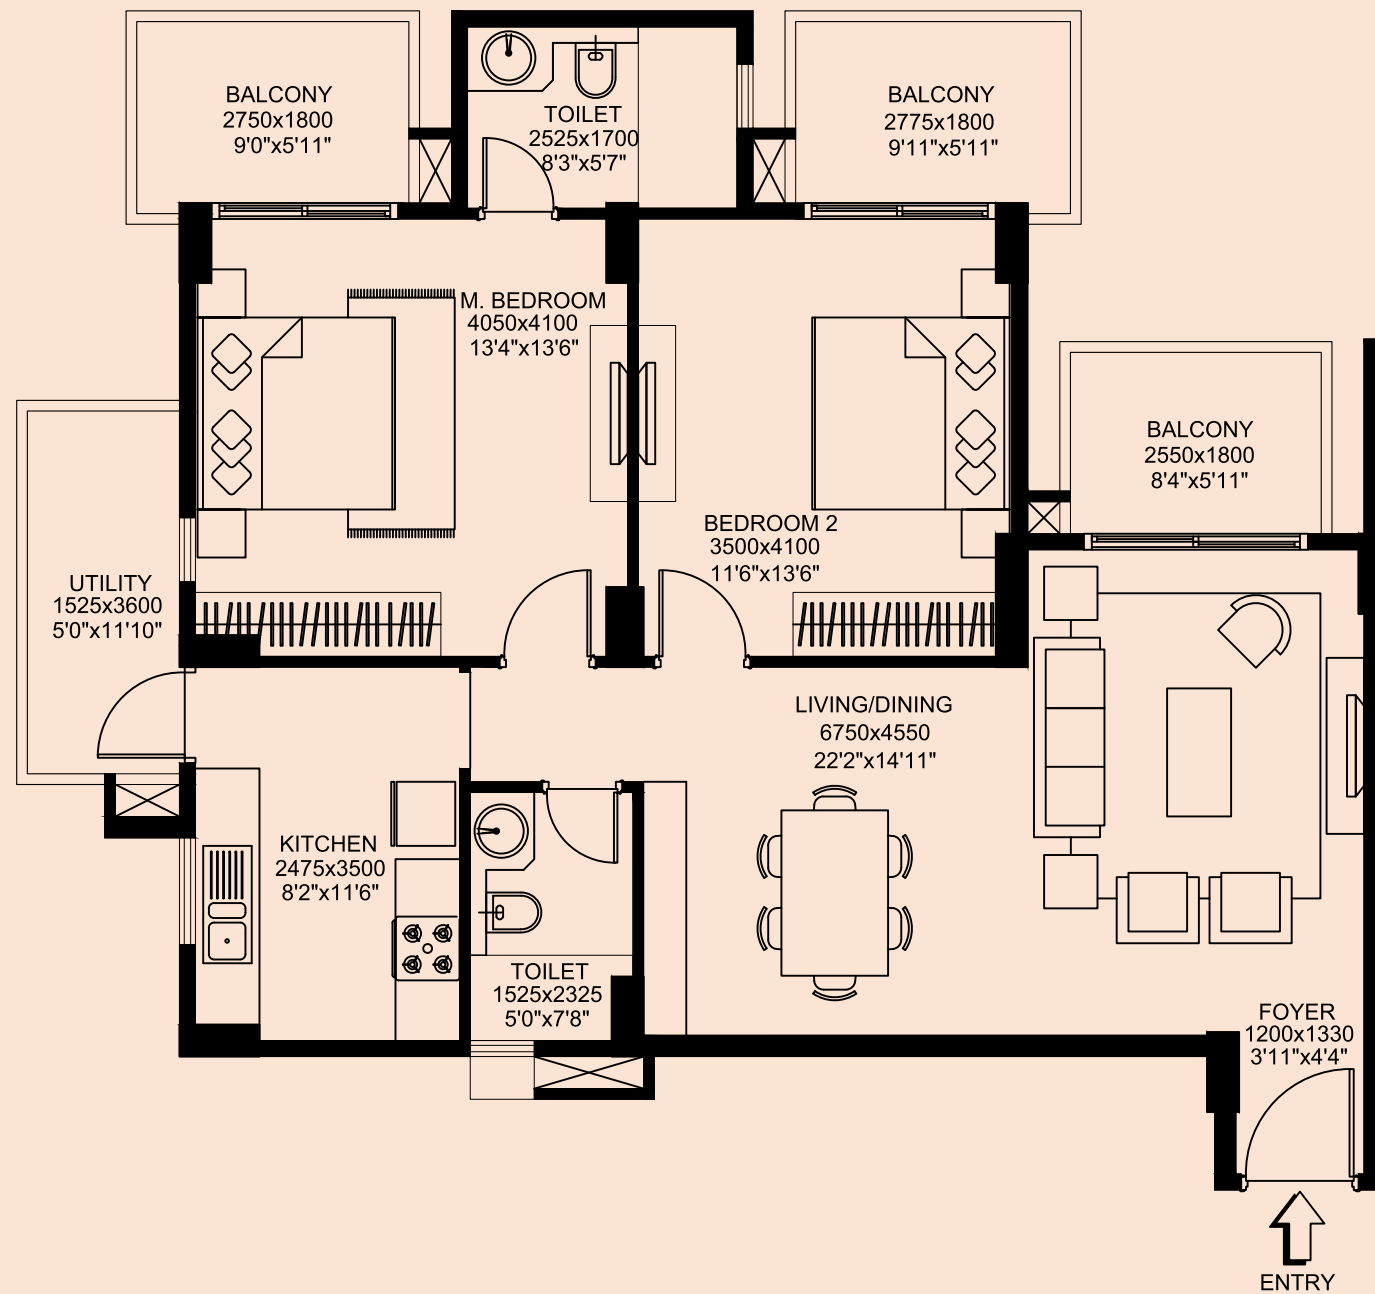 BALCONY
2750x1800
9'0"x5'11"
TOILET
2525x1700
8'3"x5'7"
BALCONY
2775x1800
9'11"x5'11"
M. BEDROOM
4050x4100
13'4"x13'6"
BALCONY
2550x1800
8'4"x5'11"
BEDROOM 2
3500x4100
11'6"x13'6"
UTILITY
1525x3600
5'0"x11'10"
LIVING/DINING
6750x4550
22'2"x14'11"
KITCHEN
2475x3500
8'2"x11'6"
TOILET
1525x2325
5'0"x7'8"
FOYER
1200x1330
3'11"x4'4"
ENTRY